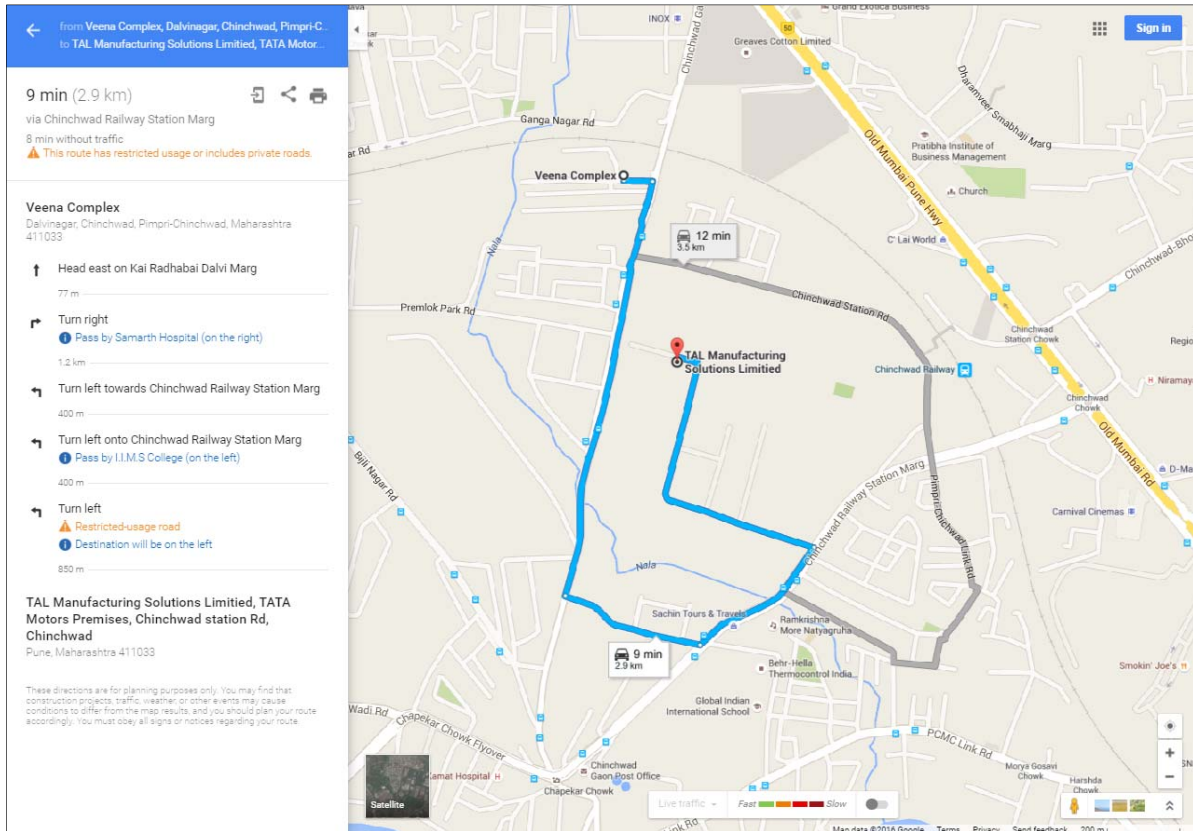 from Veena Complex, Dalvinagar, Chinchwad, Pimpri-C...
to TAL Manufacturing Solutions Limitied, TATA Motor...
9 min (2.9 km)
via Chinchwad Railway Station Marg
8 min without traffic
This route has restricted usage or includes private roads.
Veena Complex
Dalvinagar, Chinchwad, Pimpri-Chinchwad, Maharashtra
411033
Head east on Kai Radhabai Dalvi Marg
77 m
Turn right
Pass by Samarth Hospital (on the right)
1.2 km
Turn left towards Chinchwad Railway Station Marg
400 m
Turn left onto Chinchwad Railway Station Marg
Pass by I.I.M.S College (on the left)
400 m
Turn left
Restricted-usage road
Destination will be on the left
850 m
TAL Manufacturing Solutions Limitied, TATA
Motors Premises, Chinchwad station Rd,
Chinchwad
Pune, Maharashtra 411033
These directions are for planning purposes only. You may find that
construction projects, traffic, weather, or other events may cause
conditions to differ from the map results, and you should plan your route
accordingly. You must obey all signs or notices regarding your route.
INOX
Grand Exotica Business
50
Greaves Cotton Limited
Sign in
Chinchwad
Dharamveer Smabhaji Marg
Ganga Nagar Rd
ar Rd
Old Mumbai Pune Hwy
Pratibha Institute of
Business Management
Veena Complex
Church
12 min
3.5 km
C' Lai World
Chinchwad-Bho
Nala
Chinchwad Station Rd
Premlok Park Rd
Chinchwad
Station Chowk
Regio
TAL Manufacturing
Solutions Limitied
Chinchwad Railway
Niramay
Chinchwad
Chowk
Old Mumbai Rd
Bijli Nagar Rd
Chinchwad Railway Station Marg
D-Ma
Pimpri-Chinchwad Link Rd
Carnival Cinemas
Nala
Sachin Tours & Travels
Ramkrishna
More Natyagruha
9 min
2.9 km
Behr-Hella
Thermocontrol India...
Smokin' Joe's
Global Indian
International School
Wadi Rd
Chapekar Chowk Flyover
PCMC Link Rd
Chinchwad
Gaon Post Office
Kamat Hospital
Chapekar Chowk
Morya Gosavi
Chowk
Harshda
Chowk
SN
Satellite
Live traffic
Fast
Slow
nk Rd
Map data ©2016 Google
Terms
Privacy
Send feedback
200 m